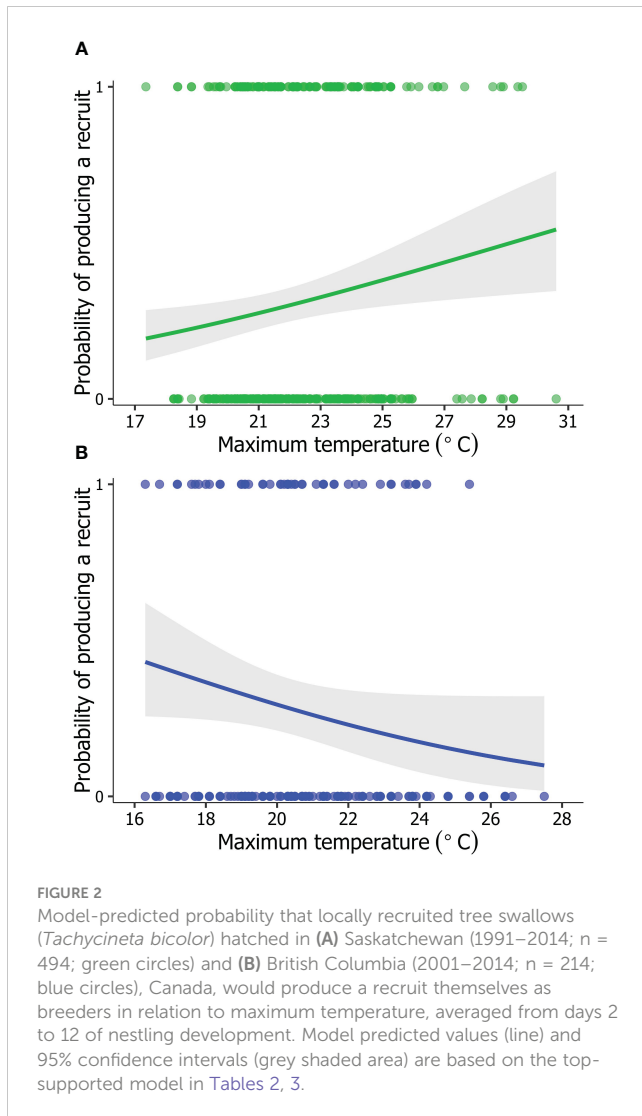 A
Probability of producing a recruit
1
0
17 19 21 23 25 27 29 31
Maximum temperature (° C)
B
Probability of producing a recruit
1
0
16 18 20 22 24 26 28
Maximum temperature (° C)
FIGURE 2
Model-predicted probability that locally recruited tree swallows
(Tachycineta bicolor) hatched in (A) Saskatchewan (1991–2014; n =
494; green circles) and (B) British Columbia (2001–2014; n = 214;
blue circles), Canada, would produce a recruit themselves as
breeders in relation to maximum temperature, averaged from days 2
to 12 of nestling development. Model predicted values (line) and
95% confidence intervals (grey shaded area) are based on the top-
supported model in Tables 2, 3.